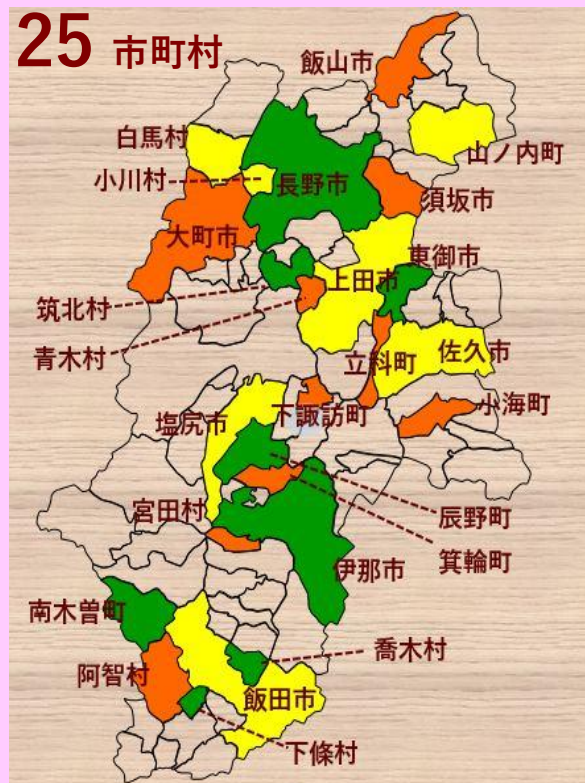 25 市町村
飯山市
白馬村
山ノ内町
小川村
長野市
須坂市
大町市
東御市
上田市
筑北村
青木村
立科町
佐久市
小海町
塩尻市
下諏訪町
宮田村
辰野町
箕輪町
伊那市
南木曽町
喬木村
阿智村
飯田市
下條村